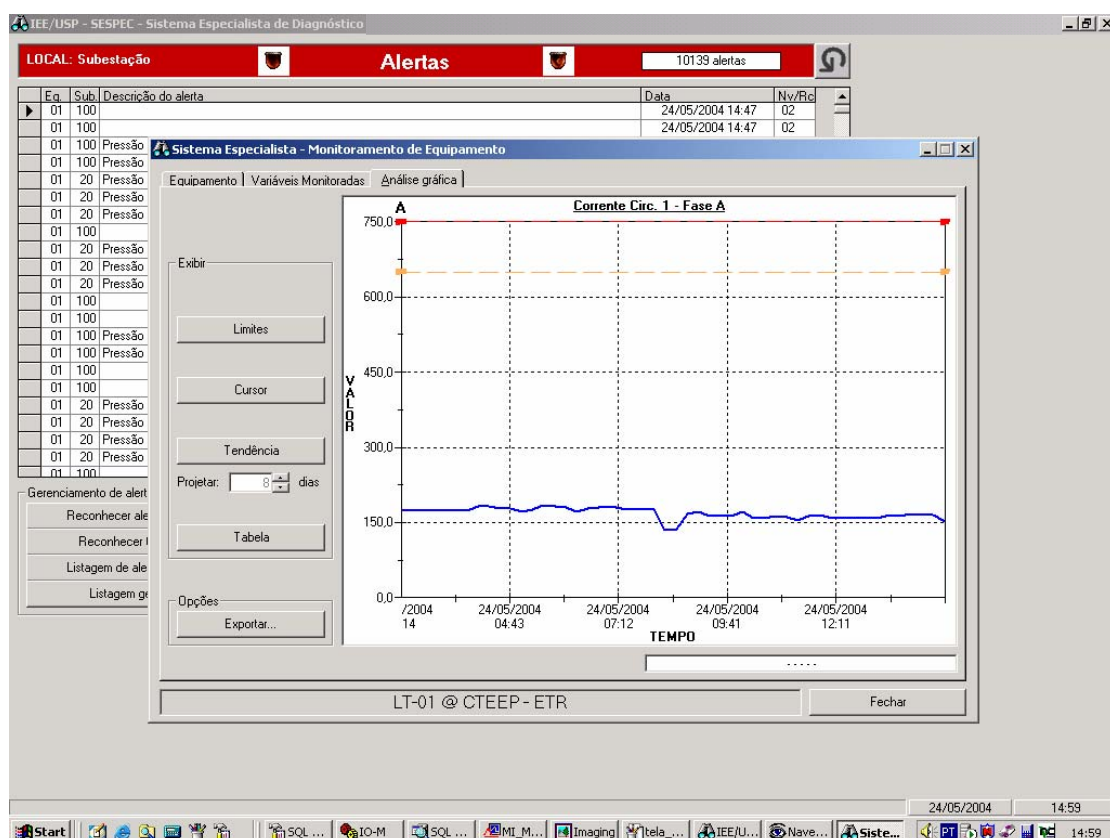 IEE/USP - SESPEC - Sistema Especialista de Diagnóstico
LOCAL: Subestação Alertas 10139 alertas
Eq. Sub. Descrição do alerta Data Nv/Rc
01 100 24/05/2004 14:47 02
01 100 24/05/2004 14:47 02
01 100 Pressão
01 100 Pressão
01 20 Pressão
01 20 Pressão
01 20 Pressão
01 100
01 20 Pressão
01 20 Pressão
01 20 Pressão
01 100
01 100
01 100 Pressão
01 100 Pressão
01 100
01 100
01 20 Pressão
01 20 Pressão
01 20 Pressão
01 20 Pressão
01 100
Gerenciamento de alert
Reconhecer ale
Reconhecer
Listagem de ale
Listagem ge
Sistema Especialista - Monitoramento de Equipamento
Equipamento Variáveis Monitoradas Análise gráfica
Exibir
Limites
Cursor
Tendência
Projetar: 8 dias
Tabela
Opções
Exportar...
A Corrente Circ. 1 - Fase A
750,0
600,0
450,0
300,0
150,0
0,0
VALOR
/2004 24/05/2004 24/05/2004 24/05/2004 24/05/2004
14 04:43 07:12 09:41 12:11
TEMPO
-----
LT-01 @ CTEEP - ETR Fechar
24/05/2004 14:59
Start SQL ... IO-M SQL ... MI_M... Imaging tela_... IEE/U... Nave... Siste... PT 14:59